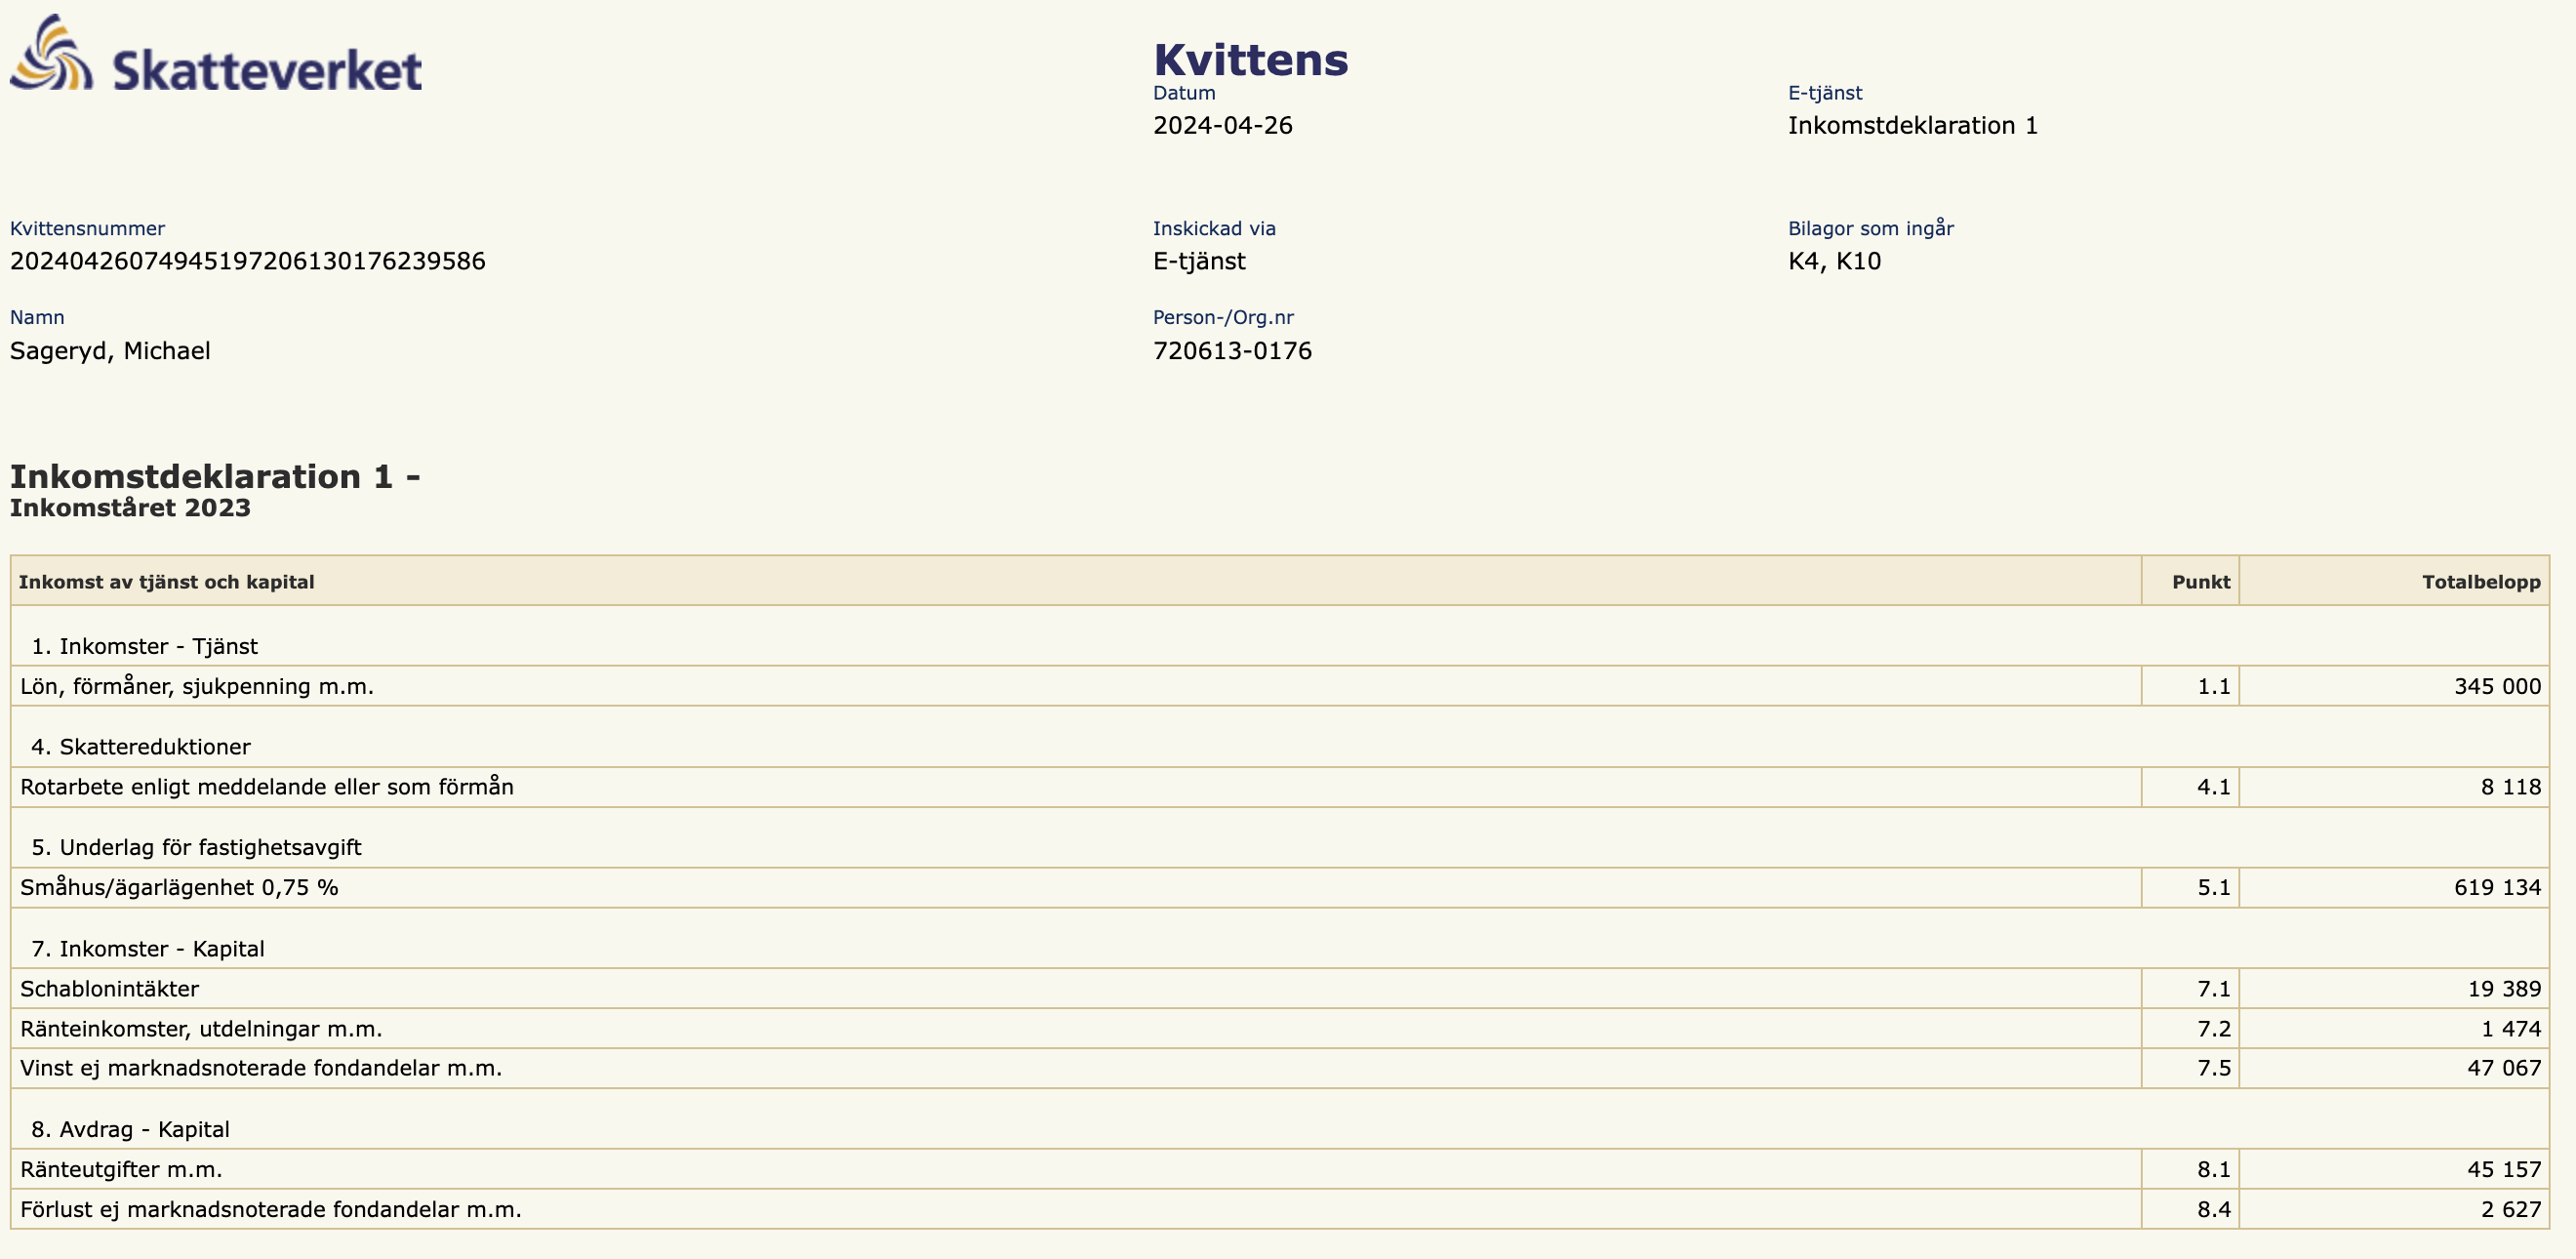 Skatteverket
Kvittens
Datum
2024-04-26
E-tjänst
Inkomstdeklaration 1
Kvittensnummer
2024042607494519720613017623​9586
Inskickad via
E-tjänst
Bilagor som ingår
K4, K10
Namn
Sageryd, Michael
Person-/Org.nr
720613-0176
Inkomstdeklaration 1 -
Inkomståret 2023
Inkomst av tjänst och kapital Punkt Totalbelopp
1. Inkomster - Tjänst
Lön, förmåner, sjukpenning m.m. 1.1 345 000
4. Skattereduktioner
Rotarbete enligt meddelande eller som förmån 4.1 8 118
5. Underlag för fastighetsavgift
Småhus/ägarlägenhet 0,75 % 5.1 619 134
7. Inkomster - Kapital
Schablonintäkter 7.1 19 389
Ränteinkomster, utdelningar m.m. 7.2 1 474
Vinst ej marknadsnoterade fondandelar m.m. 7.5 47 067
8. Avdrag - Kapital
Ränteutgifter m.m. 8.1 45 157
Förlust ej marknadsnoterade fondandelar m.m. 8.4 2 627